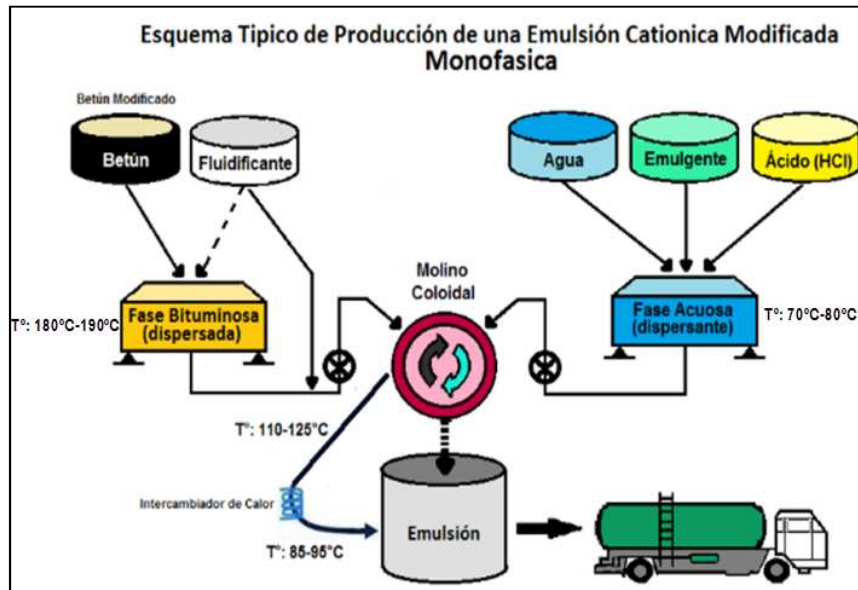 Esquema Tipico de Producción de una Emulsión Cationica Modificada
Monofasica
Betún Modificado
Betún
Fluidificante
Agua
Emulgente
Ácido (HCl)
Molino
Coloidal
Fase Bituminosa
(dispersada)
Tº: 180ºC-190ºC
Fase Acuosa
(dispersante)
Tº: 70ºC-80ºC
T°: 110-125°C
Intercambiador de Calor
T°: 85-95°C
Emulsión